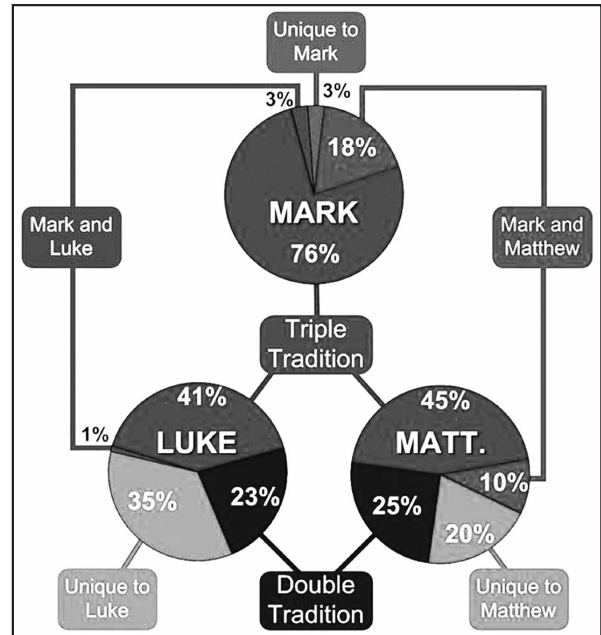 Unique to
Mark
3%
3%
18%
MARK
76%
Mark and
Luke
Mark and
Matthew
Triple
Tradition
41%
LUKE
1%
35%
23%
45%
MATT.
10%
25%
20%
Unique to
Luke
Double
Tradition
Unique to
Matthew